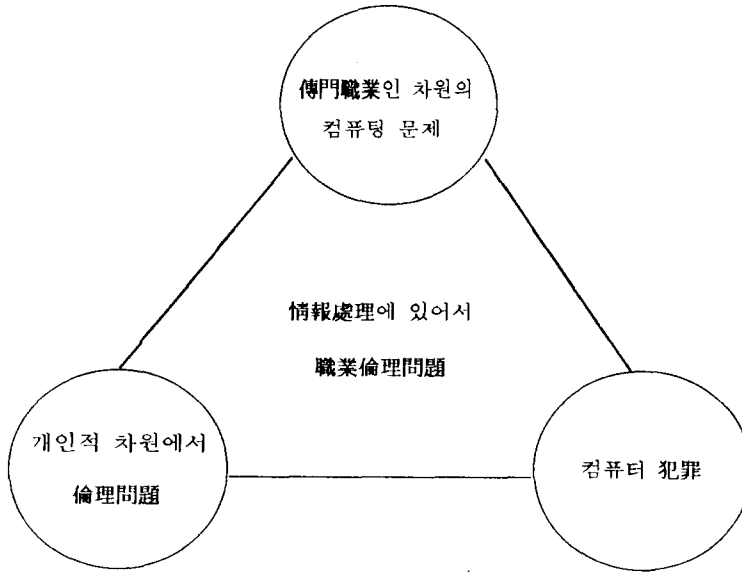 傳門職業인 차원의
컴퓨팅 문제
情報處理에 있어서
職業倫理問題
개인적 차원에서
倫理問題
컴퓨터 犯罪